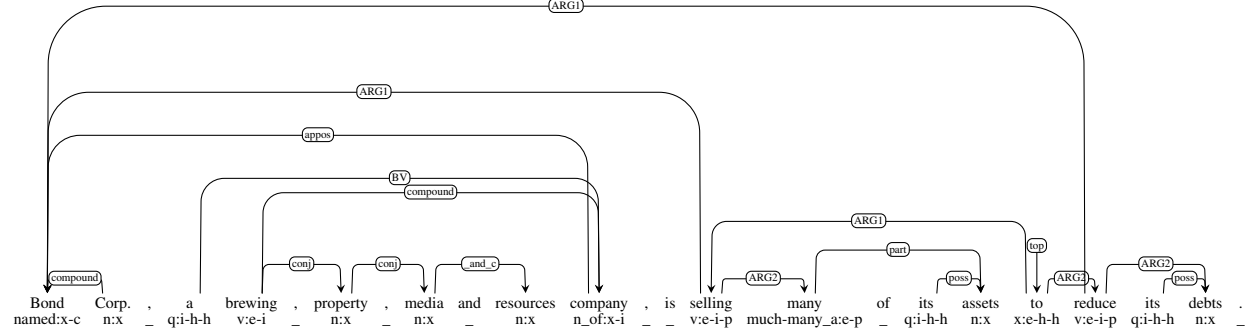 ARG1
ARG1
appos
BV
compound
ARG1
top
part
compound conj conj _and_c ARG2 poss ARG2 ARG2 poss
Bond Corp. , a brewing , property , media and resources company , is selling many of its assets to reduce its debts .
named:x-c n:x _ q:i-h-h v:e-i _ n:x _ n:x _ n:x n_of:x-i _ _ v:e-i-p much-many_a:e-p _ q:i-h-h n:x x:e-h-h v:e-i-p q:i-h-h n:x _